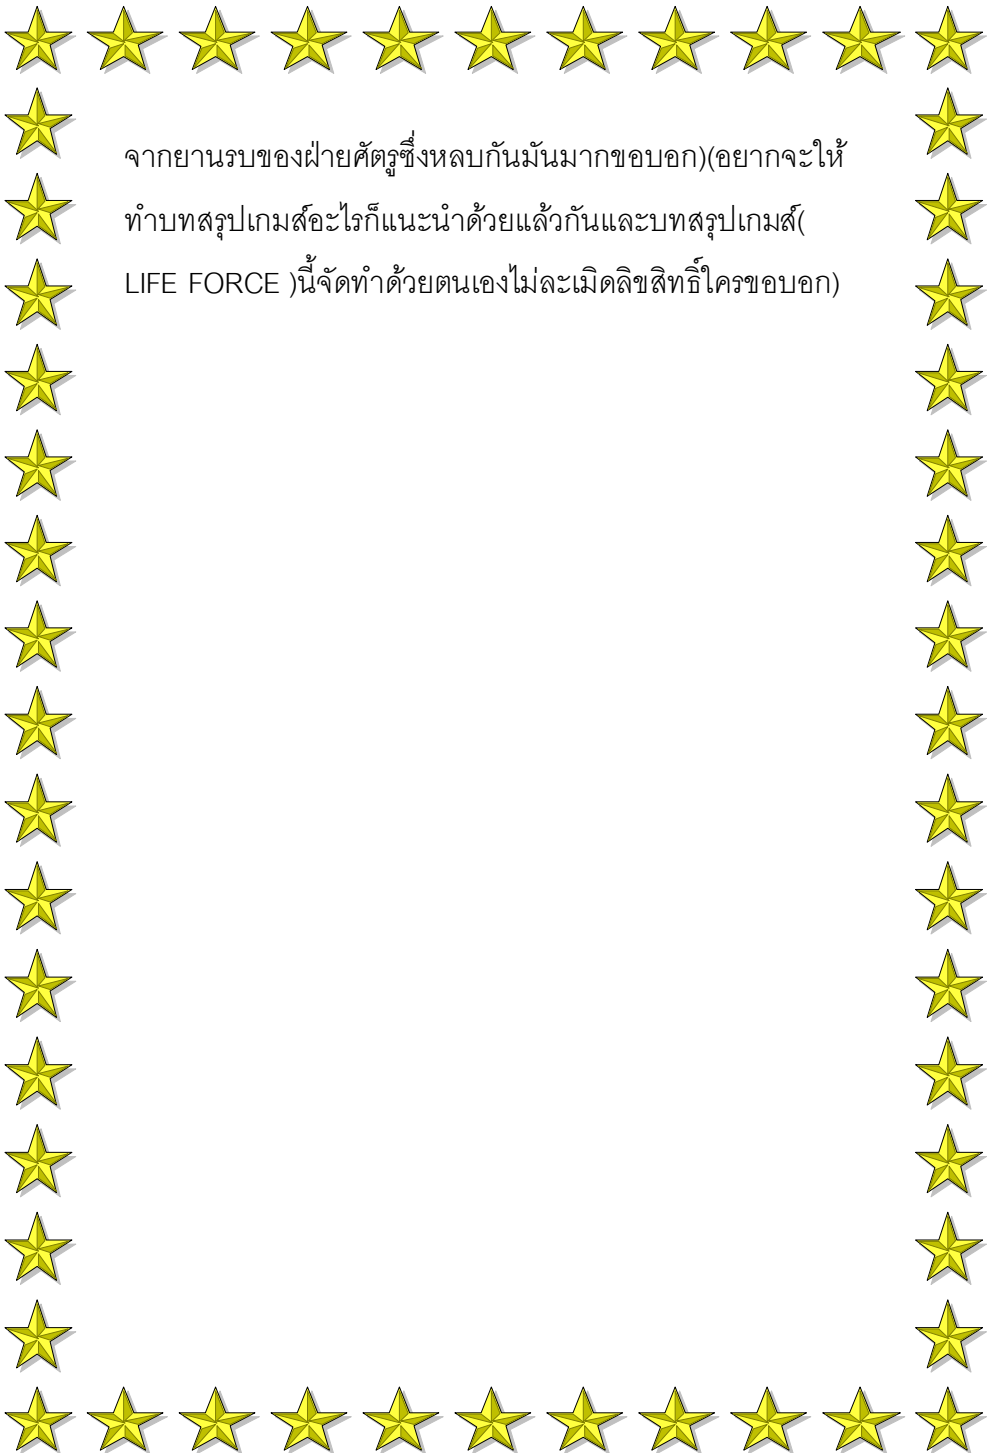 จากยานรบของฝ่ายศัตรูซึ่งหลบกันมันมากขอบอก)(อยากจะให้
ทำบทสรุปเกมส์อะไรก็แนะนำด้วยแล้วกันและบทสรุปเกมส์(
LIFE FORCE )นี้จัดทำด้วยตนเองไม่ละเมิดลิขสิทธิ์ใครขอบอก)